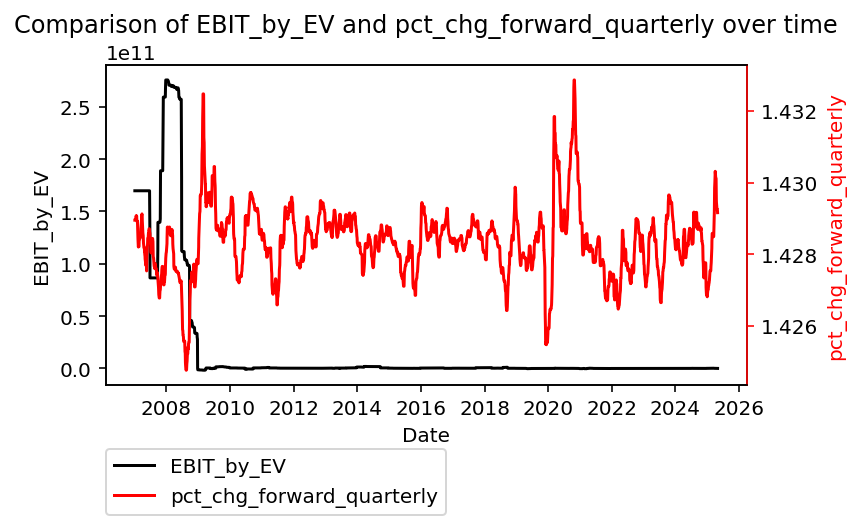 Comparison of EBIT_by_EV and pct_chg_forward_quarterly over time
1e11
EBIT_by_EV
2.5
2.0
1.5
1.0
0.5
0.0
1.432
1.430
1.428
1.426
pct_chg_forward_quarterly
2008 2010 2012 2014 2016 2018 2020 2022 2024 2026
Date
EBIT_by_EV
pct_chg_forward_quarterly